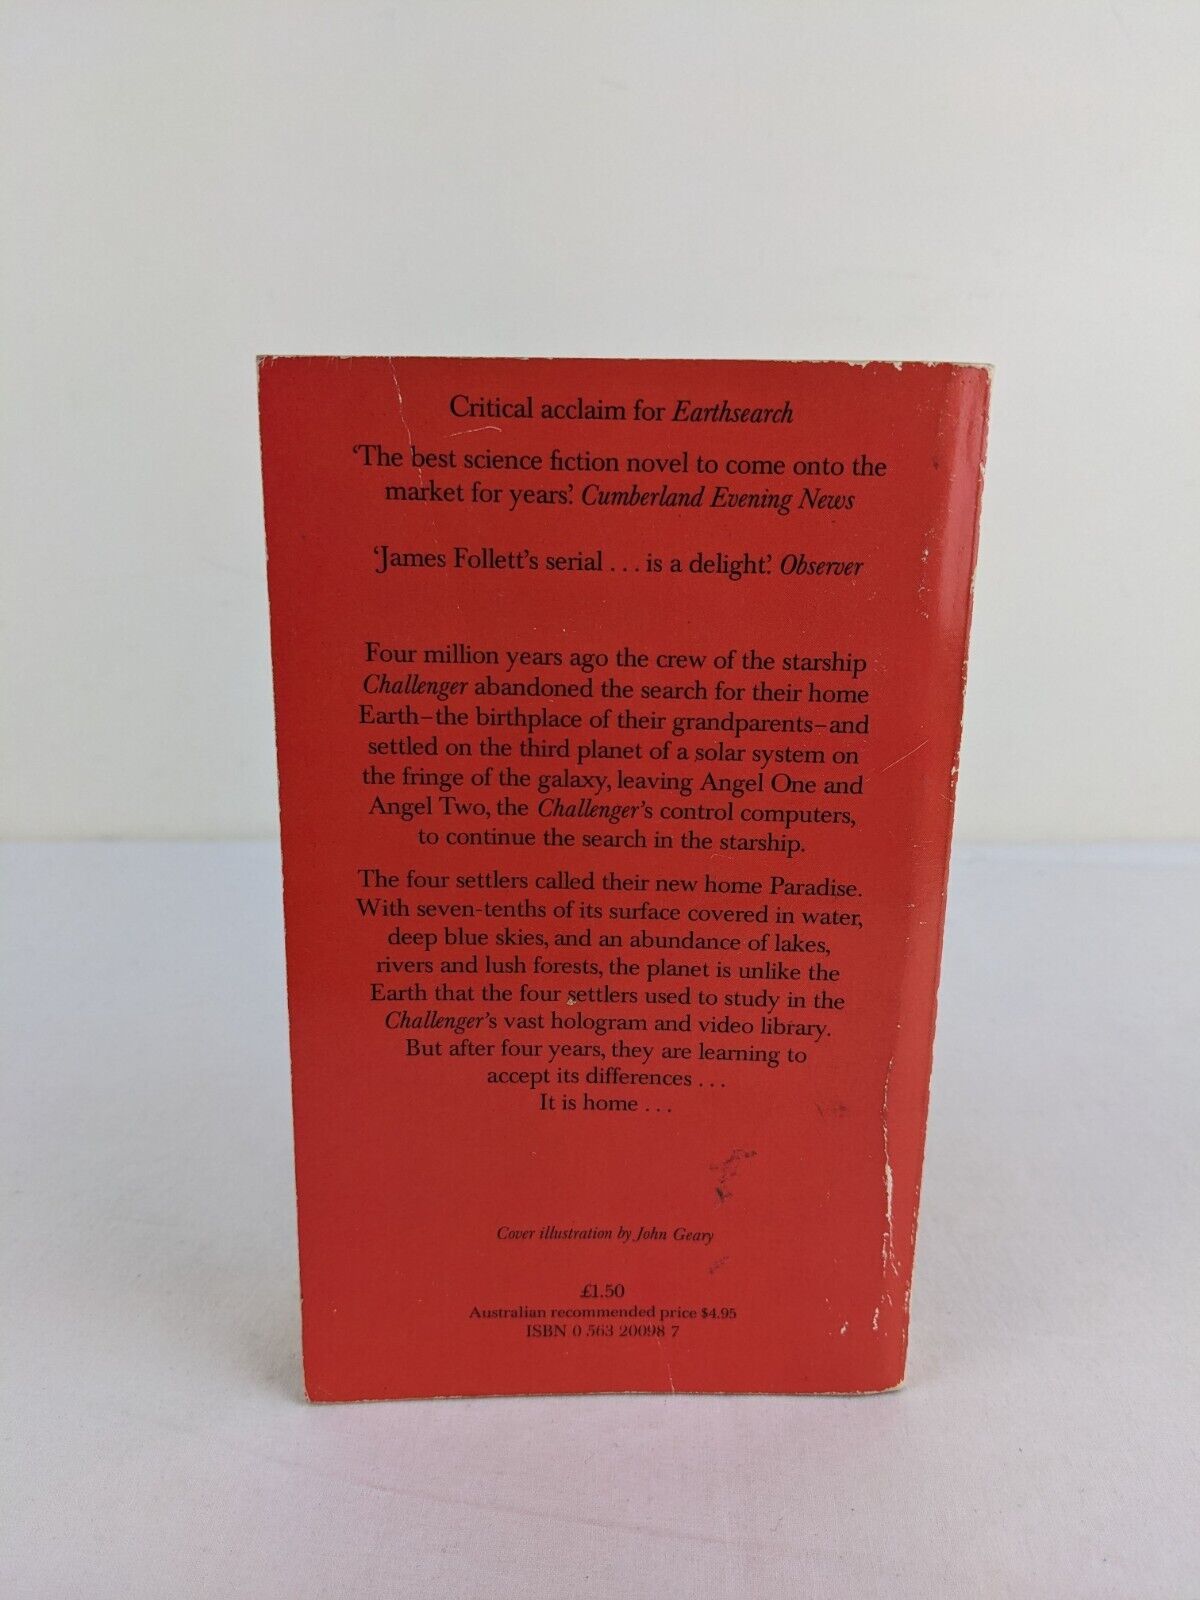 Critical acclaim for Earthsearch
‘The best science fiction novel to come onto the
market for years.’ Cumberland Evening News
‘James Follett’s serial . . . is a delight.’ Observer
Four million years ago the crew of the starship
Challenger abandoned the search for their home
Earth–the birthplace of their grandparents–and
settled on the third planet of a solar system on
the fringe of the galaxy, leaving Angel One and
Angel Two, the Challenger’s control computers,
to continue the search in the starship.
The four settlers called their new home Paradise.
With seven-tenths of its surface covered in water,
deep blue skies, and an abundance of lakes,
rivers and lush forests, the planet is unlike the
Earth that the four settlers used to study in the
Challenger’s vast hologram and video library.
But after four years, they are learning to
accept its differences . . .
It is home . . .
Cover illustration by John Geary
£1.50
Australian recommended price $4.95
ISBN 0 563 20098 7